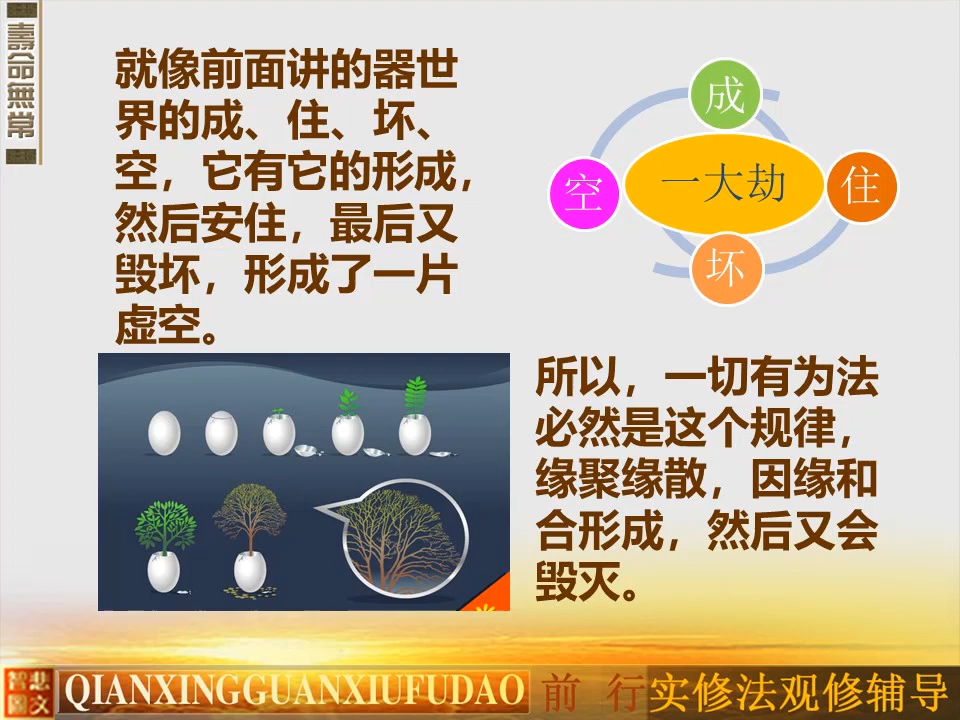 壽命無常
就像前面讲的器世
界的成、住、坏、
空，它有它的形成，
然后安住，最后又
毁坏，形成了一片
虚空。
成
空
一大劫
住
坏
所以，一切有为法
必然是这个规律，
缘聚缘散，因缘和
合形成，然后又会
毁灭。
QIANXINGGUANXIUFUDAO
前 行 实修法观修辅导